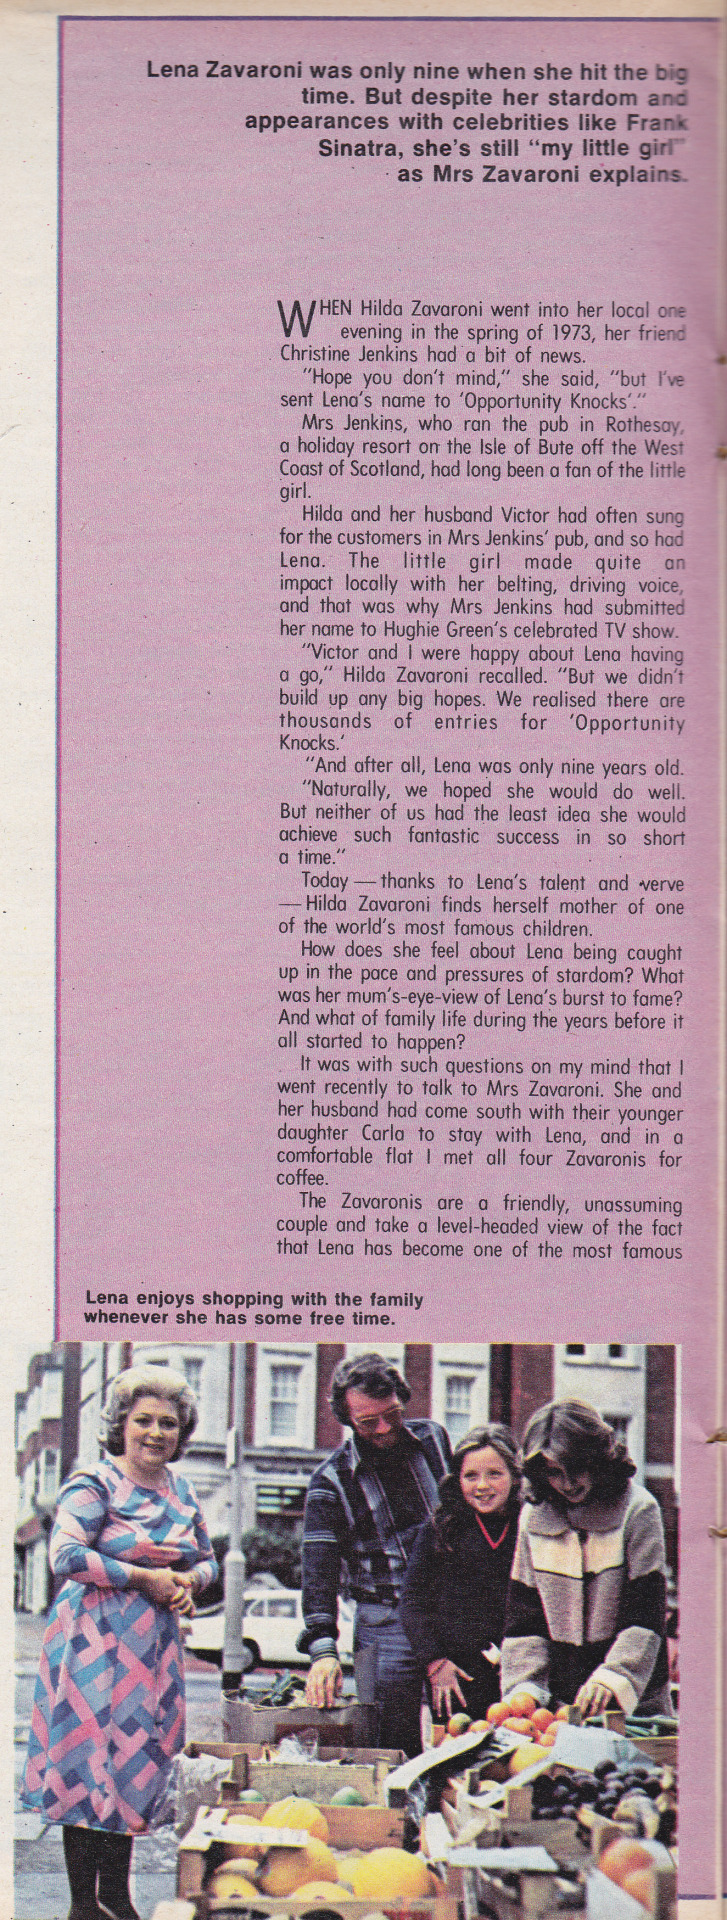 Lena Zavaroni was only nine when she hit the big
time. But despite her stardom and
appearances with celebrities like Frank
Sinatra, she's still "my little girl"
as Mrs Zavaroni explains.
WHEN Hilda Zavaroni went into her local one
evening in the spring of 1973, her friend
Christine Jenkins had a bit of news.
"Hope you don't mind," she said, "but I've
sent Lena's name to 'Opportunity Knocks'."
Mrs Jenkins, who ran the pub in Rothesay,
a holiday resort on the Isle of Bute off the West
Coast of Scotland, had long been a fan of the little
girl.
Hilda and her husband Victor had often sung
for the customers in Mrs Jenkins' pub, and so had
Lena. The little girl made quite an
impact locally with her belting, driving voice,
and that was why Mrs Jenkins had submitted
her name to Hughie Green's celebrated TV show.
"Victor and I were happy about Lena having
a go," Hilda Zavaroni recalled. "But we didn't
build up any big hopes. We realised there are
thousands of entries for 'Opportunity
Knocks.'
"And after all, Lena was only nine years old.
"Naturally, we hoped she would do well.
But neither of us had the least idea she would
achieve such fantastic success in so short
a time."
Today — thanks to Lena's talent and verve
— Hilda Zavaroni finds herself mother of one
of the world's most famous children.
How does she feel about Lena being caught
up in the pace and pressures of stardom? What
was her mum's-eye-view of Lena's burst to fame?
And what of family life during the years before it
all started to happen?
It was with such questions on my mind that I
went recently to talk to Mrs Zavaroni. She and
her husband had come south with their younger
daughter Carla to stay with Lena, and in a
comfortable flat I met all four Zavaronis for
coffee.
The Zavaronis are a friendly, unassuming
couple and take a level-headed view of the fact
that Lena has become one of the most famous
Lena enjoys shopping with the family
whenever she has some free time.